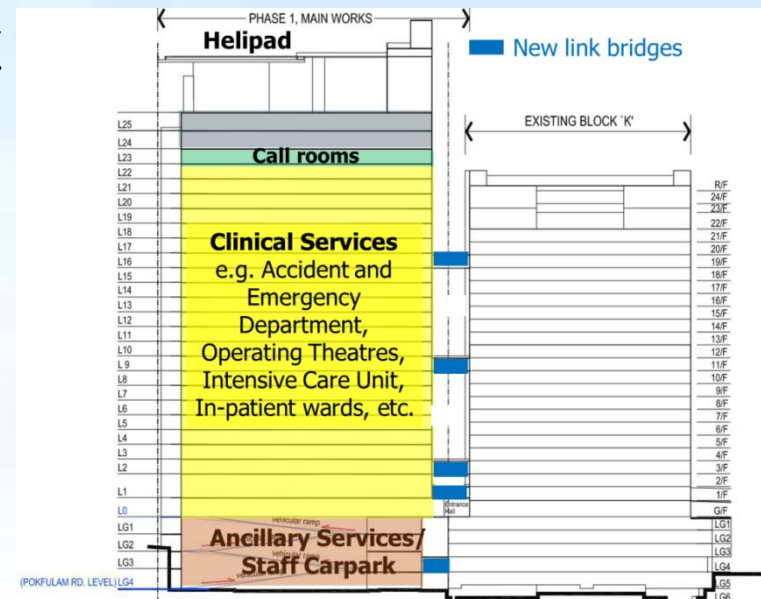 PHASE 1, MAIN WORKS
Helipad
New link bridges
EXISTING BLOCK 'K'
L25
L24
L23
L22
L21
L20
L19
L18
L17
L16
L15
L14
L13
L12
L11
L10
L 9
L8
L7
L6
L5
L4
L3
L2
L1
L0
LG1
LG2
LG3
(POKFULAM RD. LEVEL) LG4
Call rooms
Clinical Services
e.g. Accident and
Emergency
Department,
Operating Theatres,
Intensive Care Unit,
In-patient wards, etc.
Entrance
Hall
vehicular ramp
Ancillary Services/
vehicular ramp
Staff Carpark
vehicular ramp
R/F
24/F
23/F
22/F
21/F
20/F
19/F
18/F
17/F
16/F
15/F
14/F
13/F
12/F
11/F
10/F
9/F
8/F
7/F
6/F
5/F
4/F
3/F
2/F
1/F
G/F
LG1
LG2
LG3
LG4
LG5
LG6